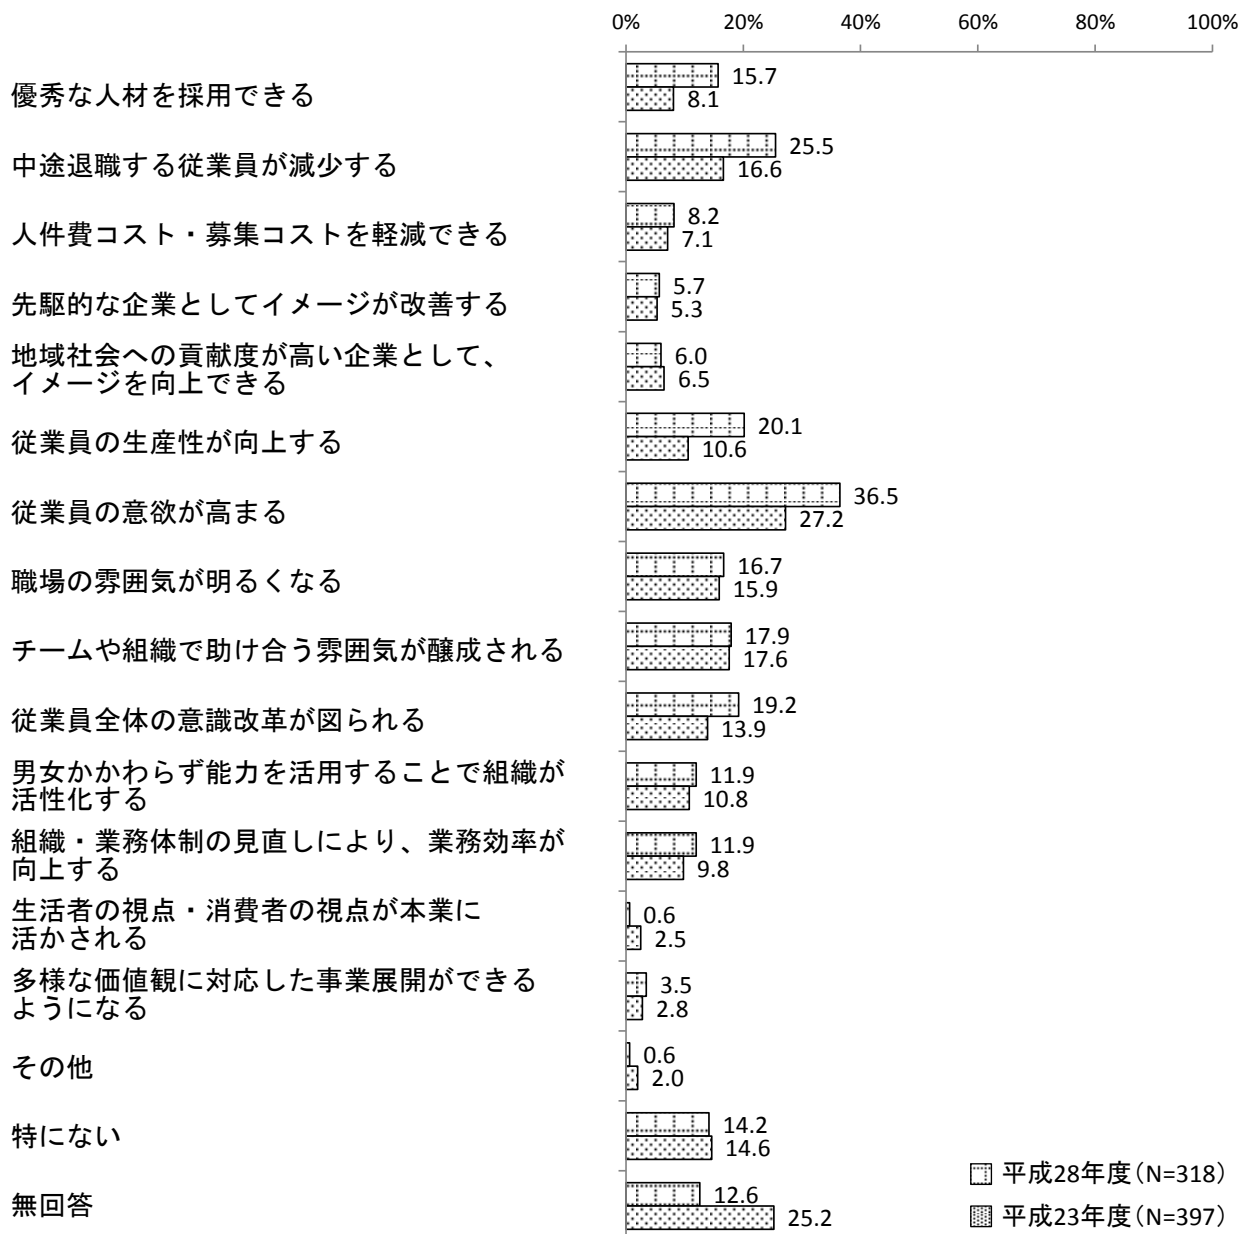 0% 20% 40% 60% 80% 100%
優秀な人材を採用できる
15.7
8.1
中途退職する従業員が減少する
25.5
16.6
人件費コスト・募集コストを軽減できる
8.2
7.1
先駆的な企業としてイメージが改善する
5.7
5.3
地域社会への貢献度が高い企業として、
イメージを向上できる
6.0
6.5
従業員の生産性が向上する
20.1
10.6
従業員の意欲が高まる
36.5
27.2
職場の雰囲気が明るくなる
16.7
15.9
チームや組織で助け合う雰囲気が醸成される
17.9
17.6
従業員全体の意識改革が図られる
19.2
13.9
男女かかわらず能力を活用することで組織が
活性化する
11.9
10.8
組織・業務体制の見直しにより、業務効率が
向上する
11.9
9.8
生活者の視点・消費者の視点が本業に
活かされる
0.6
2.5
多様な価値観に対応した事業展開ができる
ようになる
3.5
2.8
その他
0.6
2.0
特にない
14.2
14.6
無回答
12.6
25.2
平成28年度(N=318)
平成23年度(N=397)